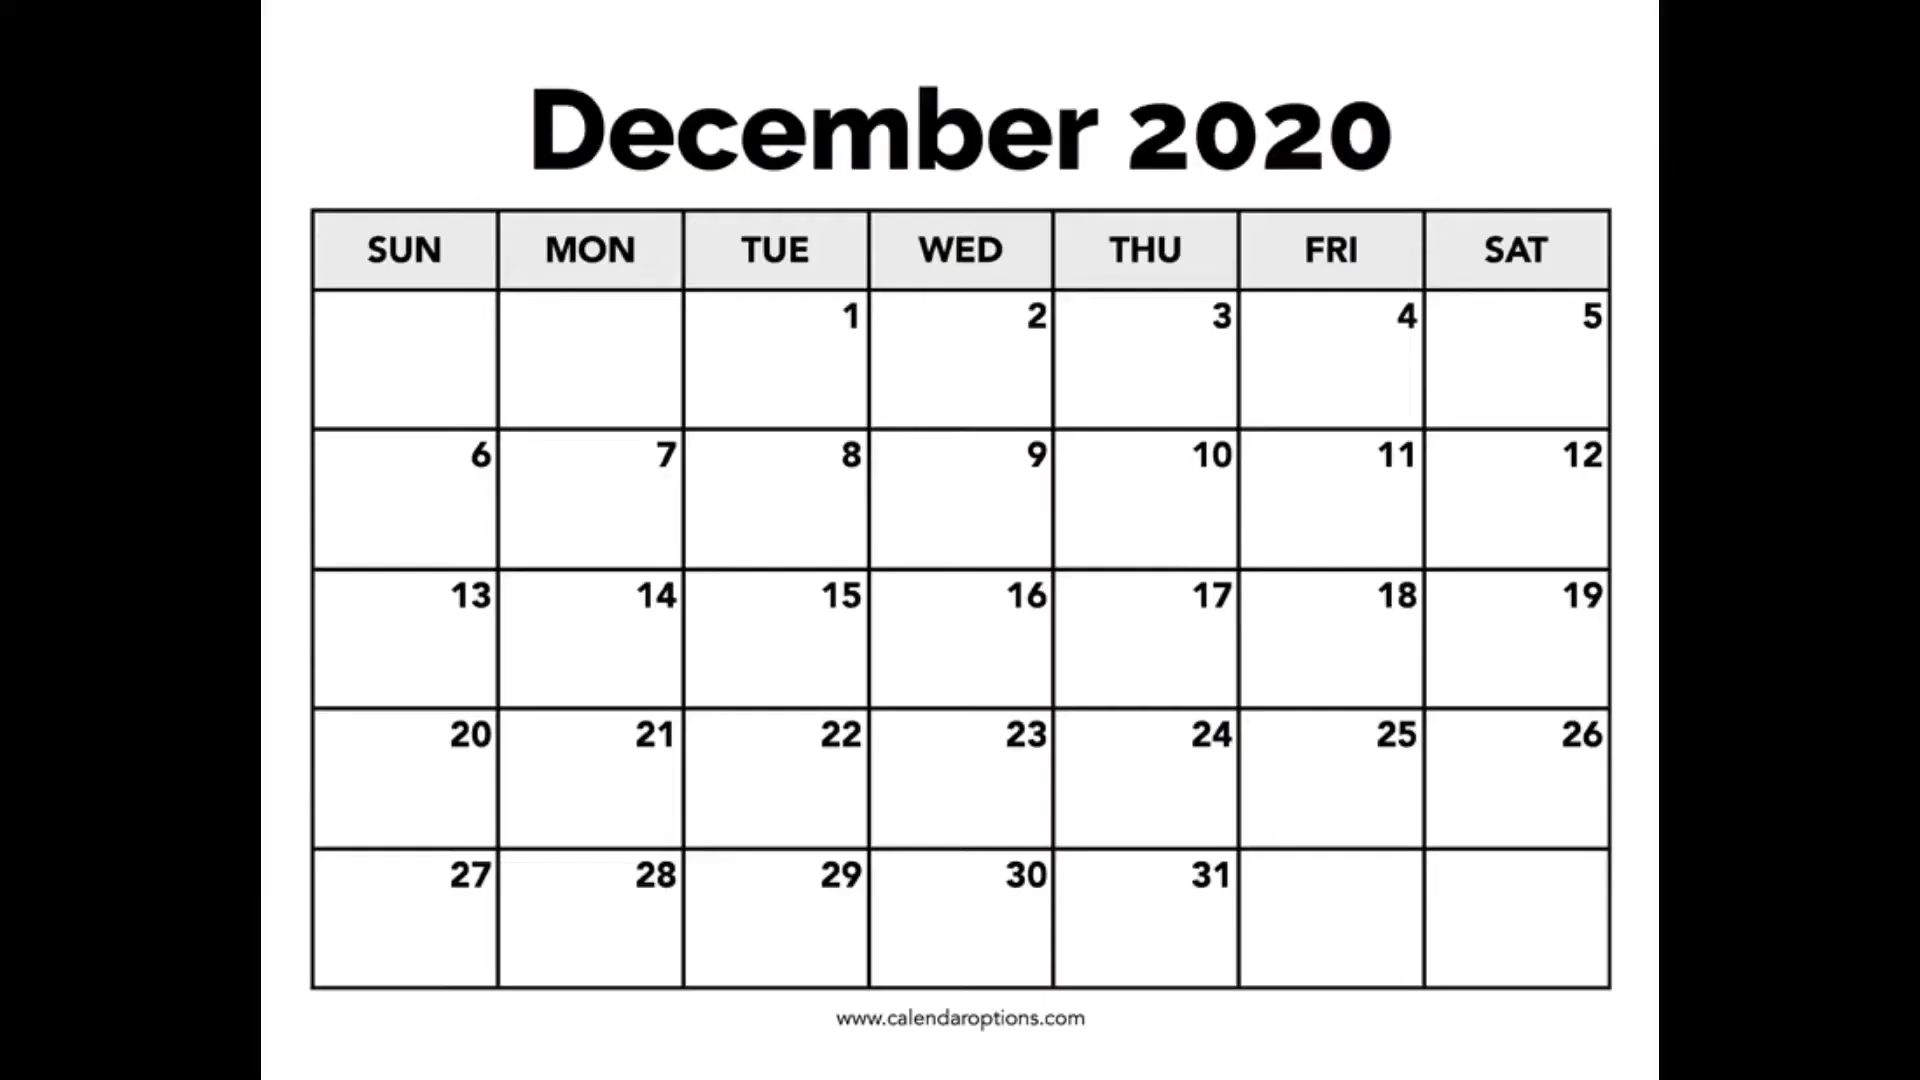 December 2020
SUN MON TUE WED THU FRI SAT
1 2 3 4 5
6 7 8 9 10 11 12
13 14 15 16 17 18 19
20 21 22 23 24 25 26
27 28 29 30 31
www.calendaroptions.com